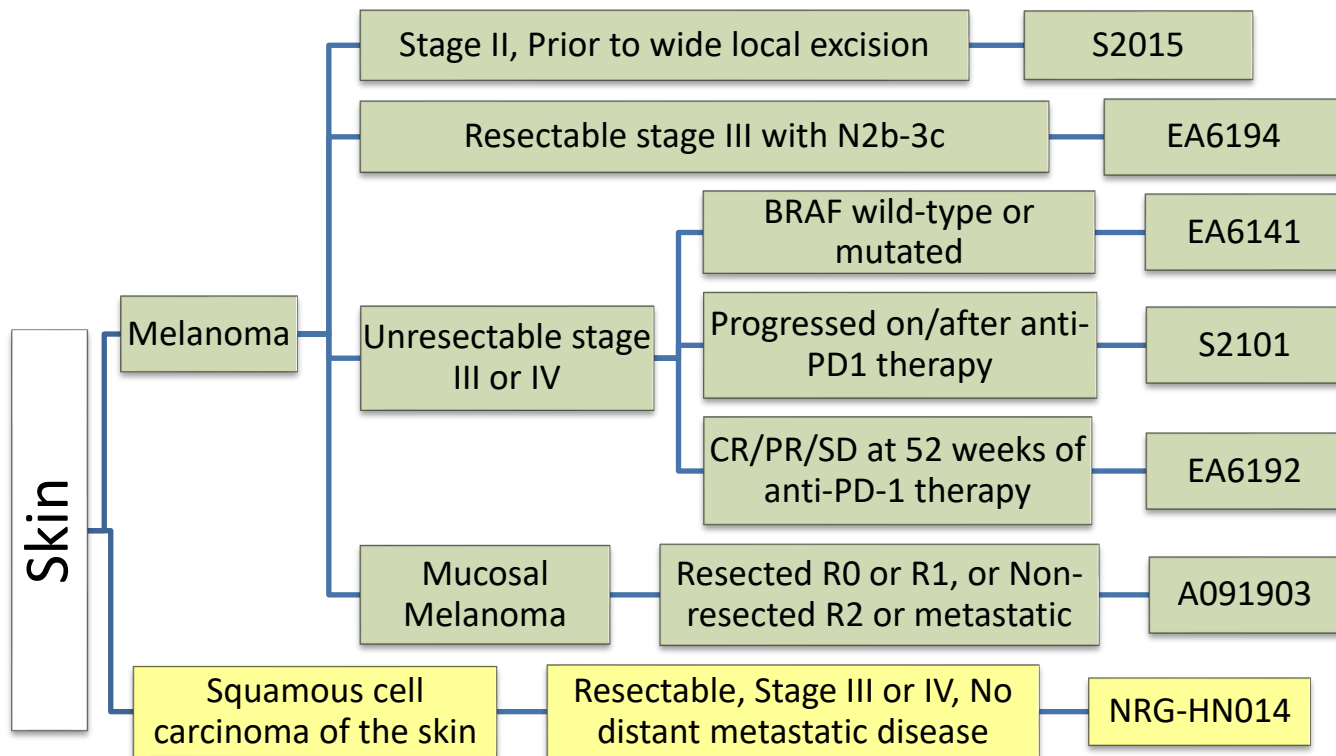 Skin
Melanoma
Stage II, Prior to wide local excision
S2015
Resectable stage III with N2b-3c
EA6194
Unresectable stage
III or IV
BRAF wild-type or
mutated
EA6141
Progressed on/after anti-
PD1 therapy
S2101
CR/PR/SD at 52 weeks of
anti-PD-1 therapy
EA6192
Mucosal
Melanoma
Resected R0 or R1, or Non-
resected R2 or metastatic
A091903
Squamous cell
carcinoma of the skin
Resectable, Stage III or IV, No
distant metastatic disease
NRG-HN014